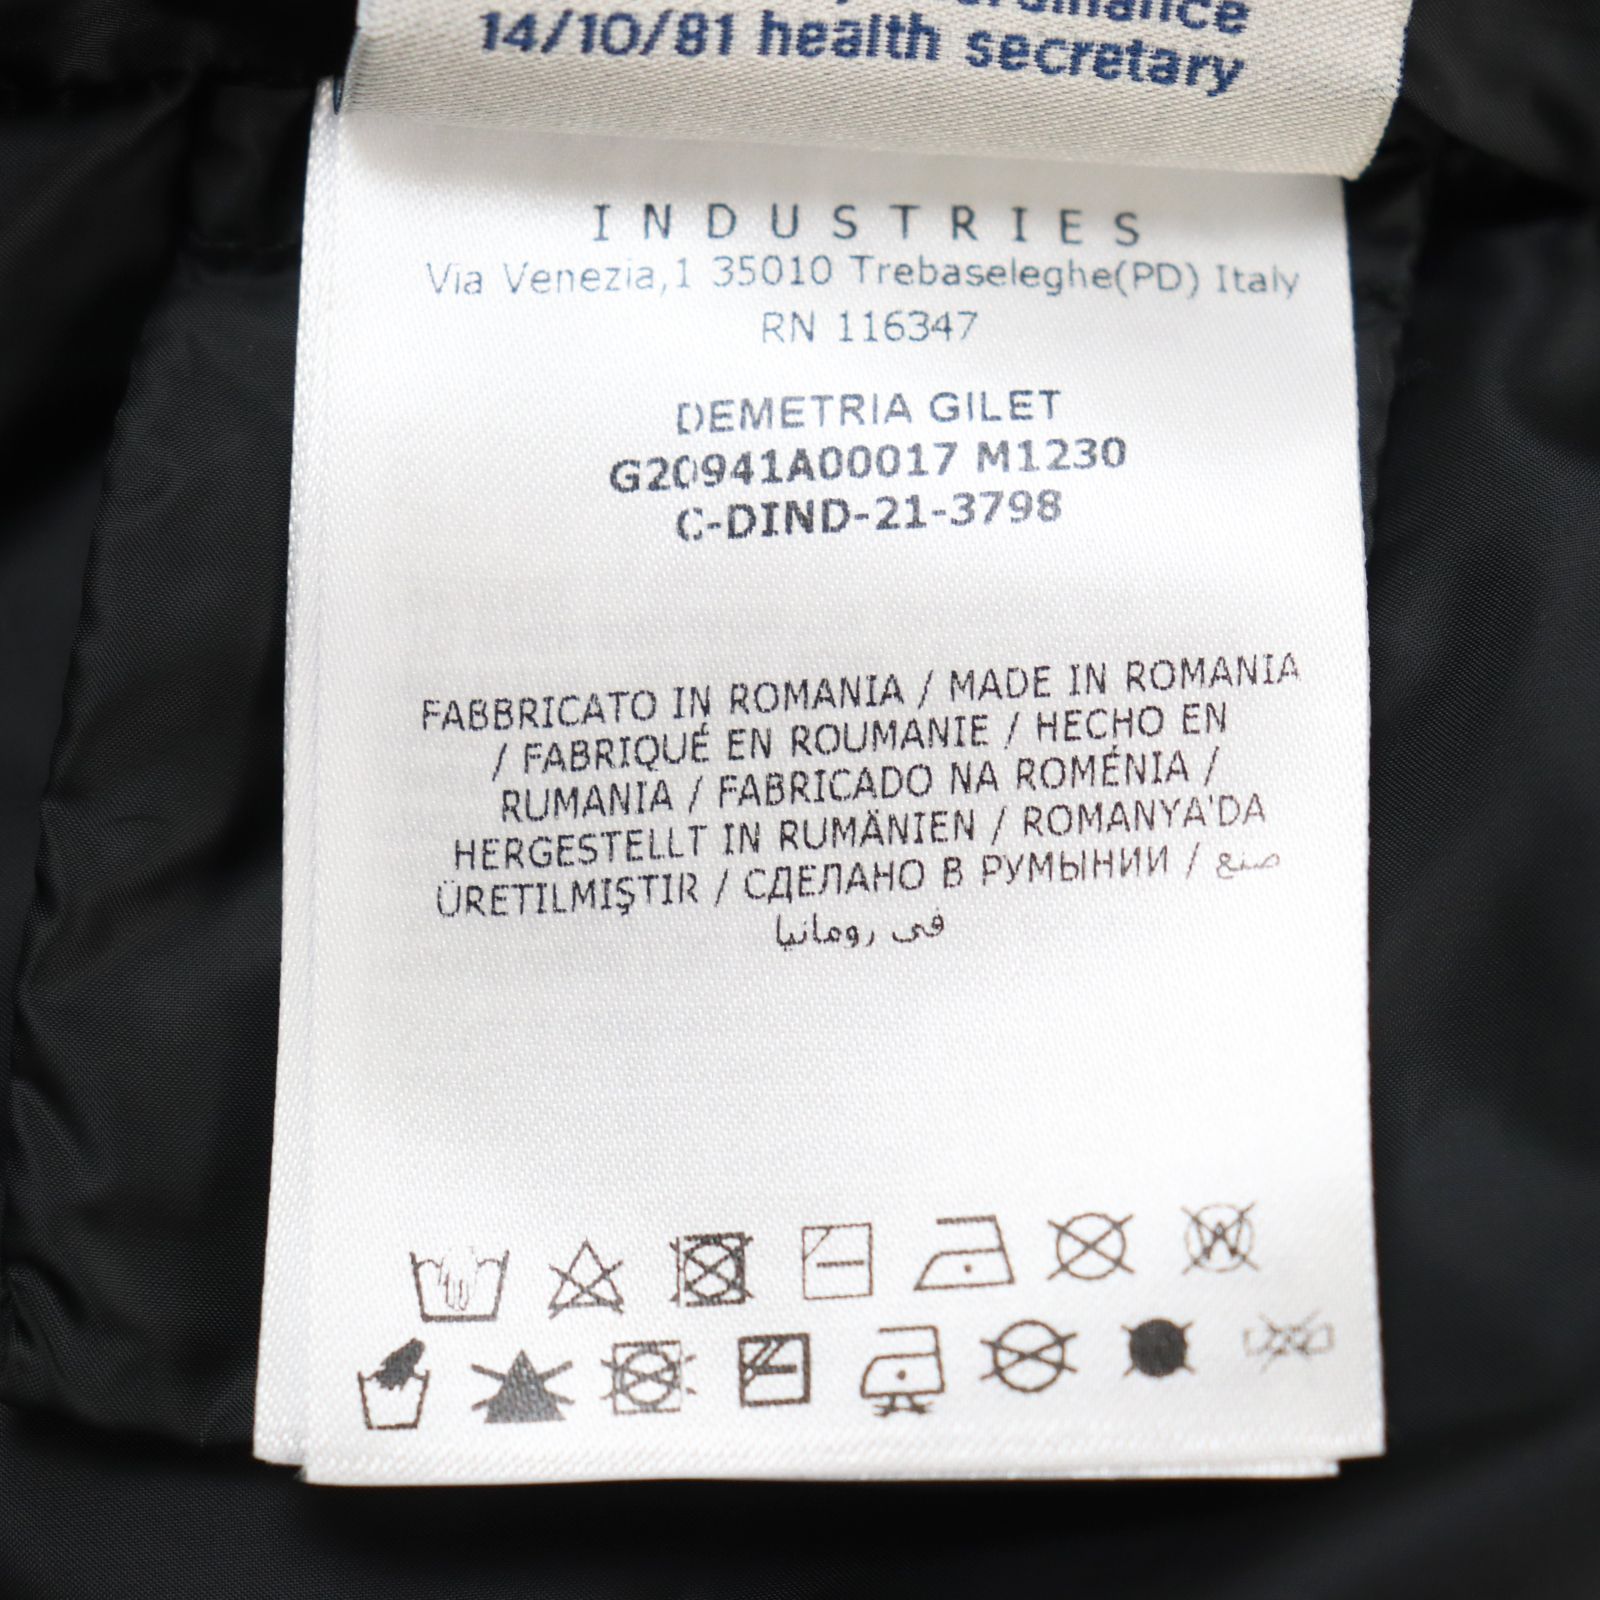 14/10/81 health secretary
INDUSTRIES
Via Venezia,1 35010 Trebaseleghe(PD) Italy
RN 116347
DEMETRIA GILET
G20941A00017 M1230
C-DIND-21-3798
FABBRICATO IN ROMANIA / MADE IN ROMANIA
/ FABRIQUÉ EN ROUMANIE / HECHO EN
RUMANIA / FABRICADO NA ROMÉNIA /
HERGESTELLT IN RUMÄNIEN / ROMANYA'DA
ÜRETILMIŞTIR / СДЕЛАНО В РУМЫНИИ / صنع
فى رومانيا
W